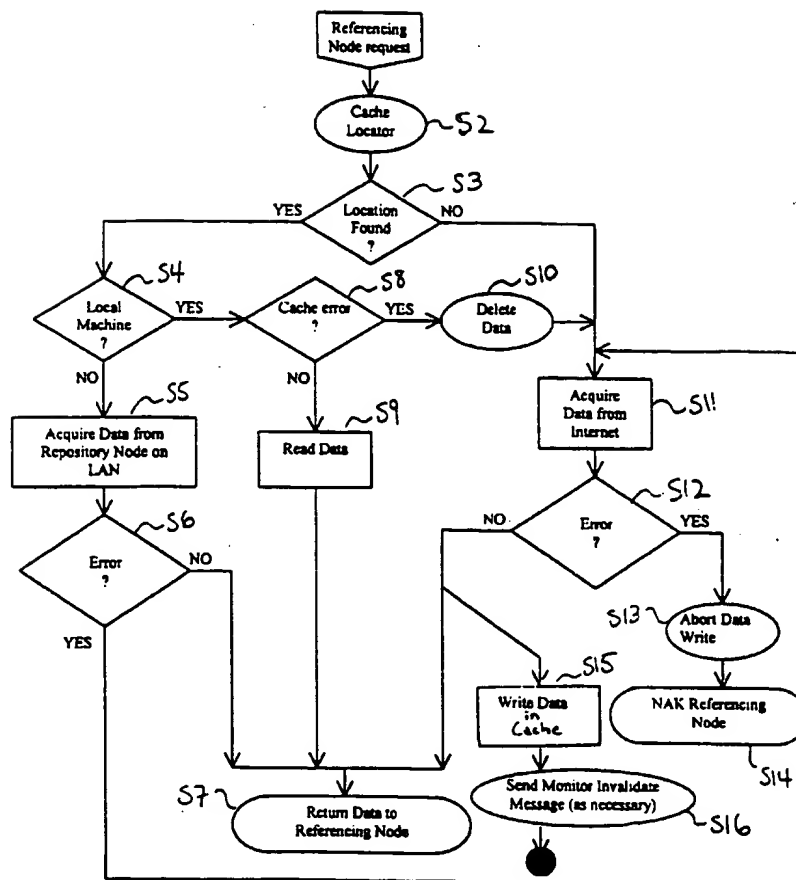 Referencing
Node request
Cache
Locator
S2
S3
YES
Location
Found
?
NO
S4
Local
Machine
?
YES
S8
Cache error
?
YES
S10
Delete
Data
NO
NO
S5
Acquire Data from
Repository Node on
LAN
S9
Read Data
Acquire
Data from
Internet
S11
S6
Error
?
NO
YES
S12
NO
Error
?
YES
S13
Abort Data
Write
S15
Write Data
in
Cache
NAK Referencing
Node
S14
S7
Return Data to
Referencing Node
Send Monitor Invalidate
Message (as necessary)
S16